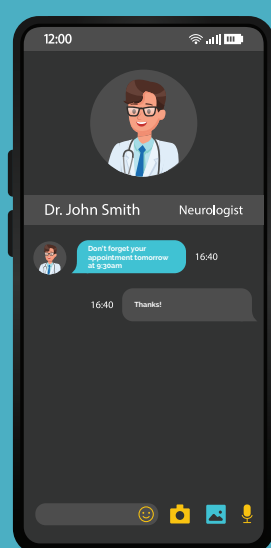 12:00
Dr. John Smith Neurologist
Don't forget your
appointment tomorrow
at 9:30am
16:40
16:40
Thanks!